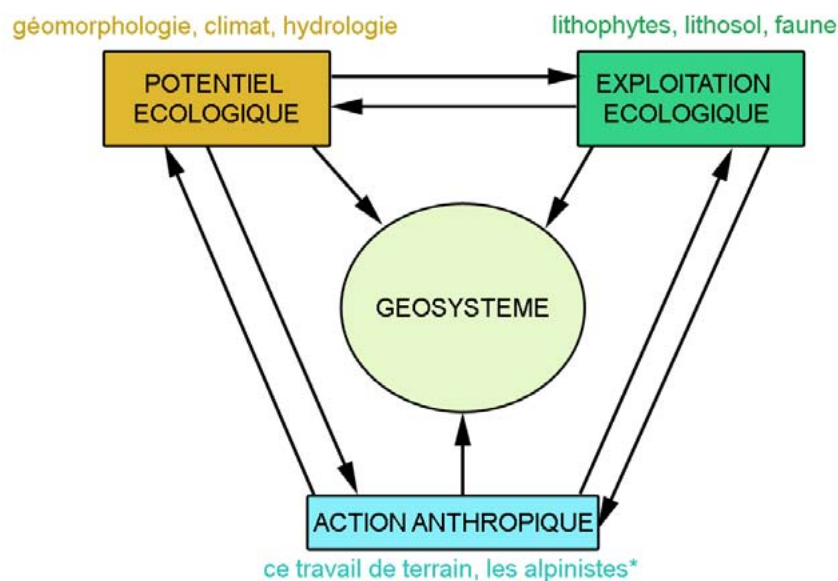 géomorphologie, climat, hydrologie
lithophytes, lithosol, faune
POTENTIEL
ECOLOGIQUE
EXPLOITATION
ECOLOGIQUE
GEOSYSTEME
ACTION ANTHROPIQUE
ce travail de terrain, les alpinistes*